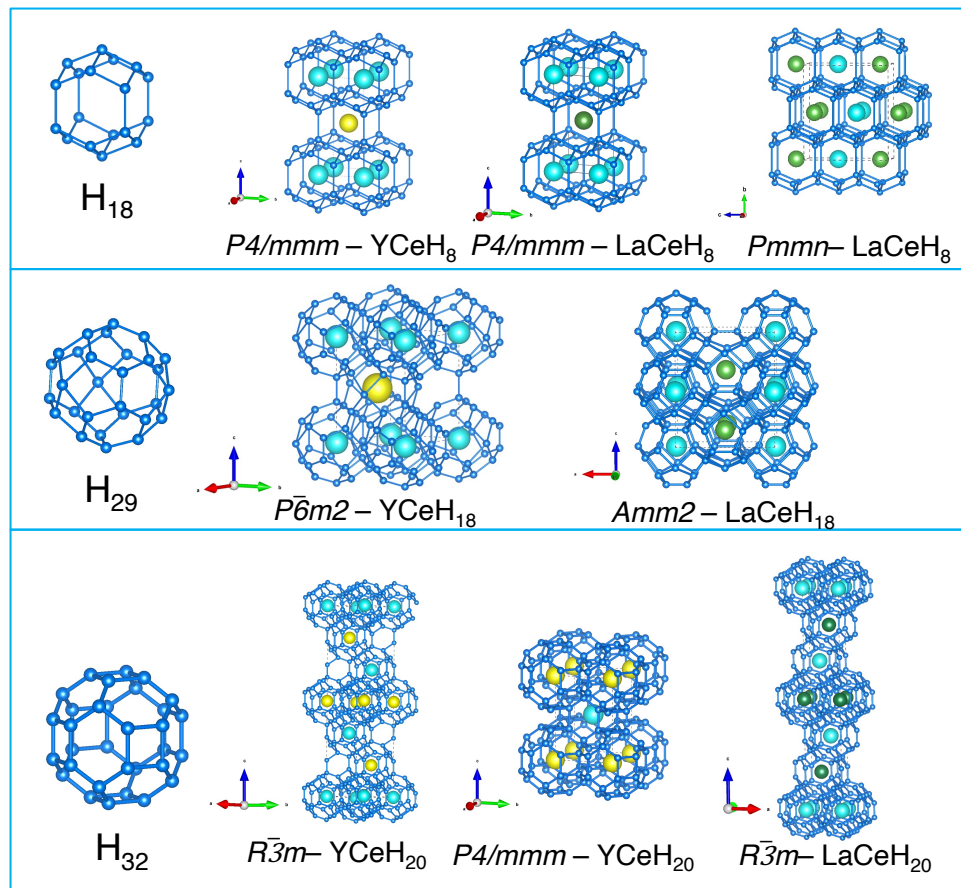 H₁₈
P4/mmm – YCeH₈
P4/mmm – LaCeH₈
Pmmn– LaCeH₈
H₂₉
P6̅m2 – YCeH₁₈
Amm2 – LaCeH₁₈
H₃₂
R3̅m– YCeH₂₀
P4/mmm – YCeH₂₀
R3̅m– LaCeH₂₀